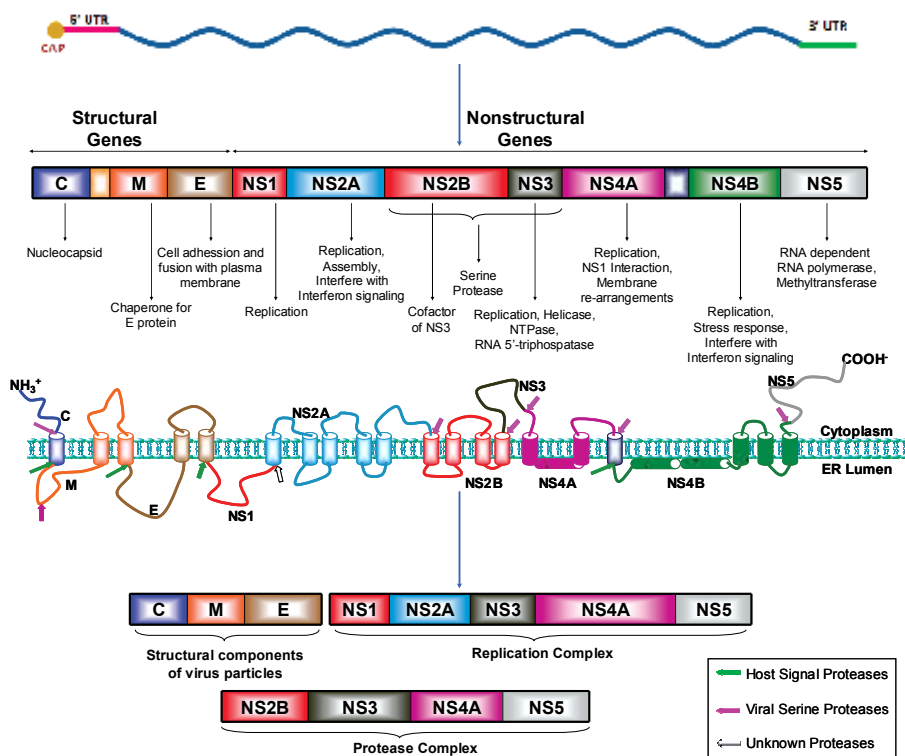 5' UTR
3' UTR
CAP
Structural
Genes
Nonstructural
Genes
C
M
E
NS1
NS2A
NS2B
NS3
NS4A
NS4B
NS5
Nucleocapsid
Chaperone for
E protein
Cell adhession and
fusion with plasma
membrane
Replication
Replication,
Assembly,
Interfere with
Interferon signaling
Cofactor
of NS3
Serine
Protease
Replication, Helicase,
NTPase,
RNA 5'-triphospatase
Replication,
NS1 Interaction,
Membrane
re-arrangements
Replication,
Stress response,
Interfere with
Interferon signaling
RNA dependent
RNA polymerase,
Methyltransferase
NH₃⁺
C
M
E
NS1
NS2A
NS2B
NS3
NS4A
NS4B
NS5
COOH⁻
Cytoplasm
ER Lumen
C
M
E
Structural components
of virus particles
NS1
NS2A
NS3
NS4A
NS5
Replication Complex
NS2B
NS3
NS4A
NS5
Protease Complex
Host Signal Proteases
Viral Serine Proteases
Unknown Proteases